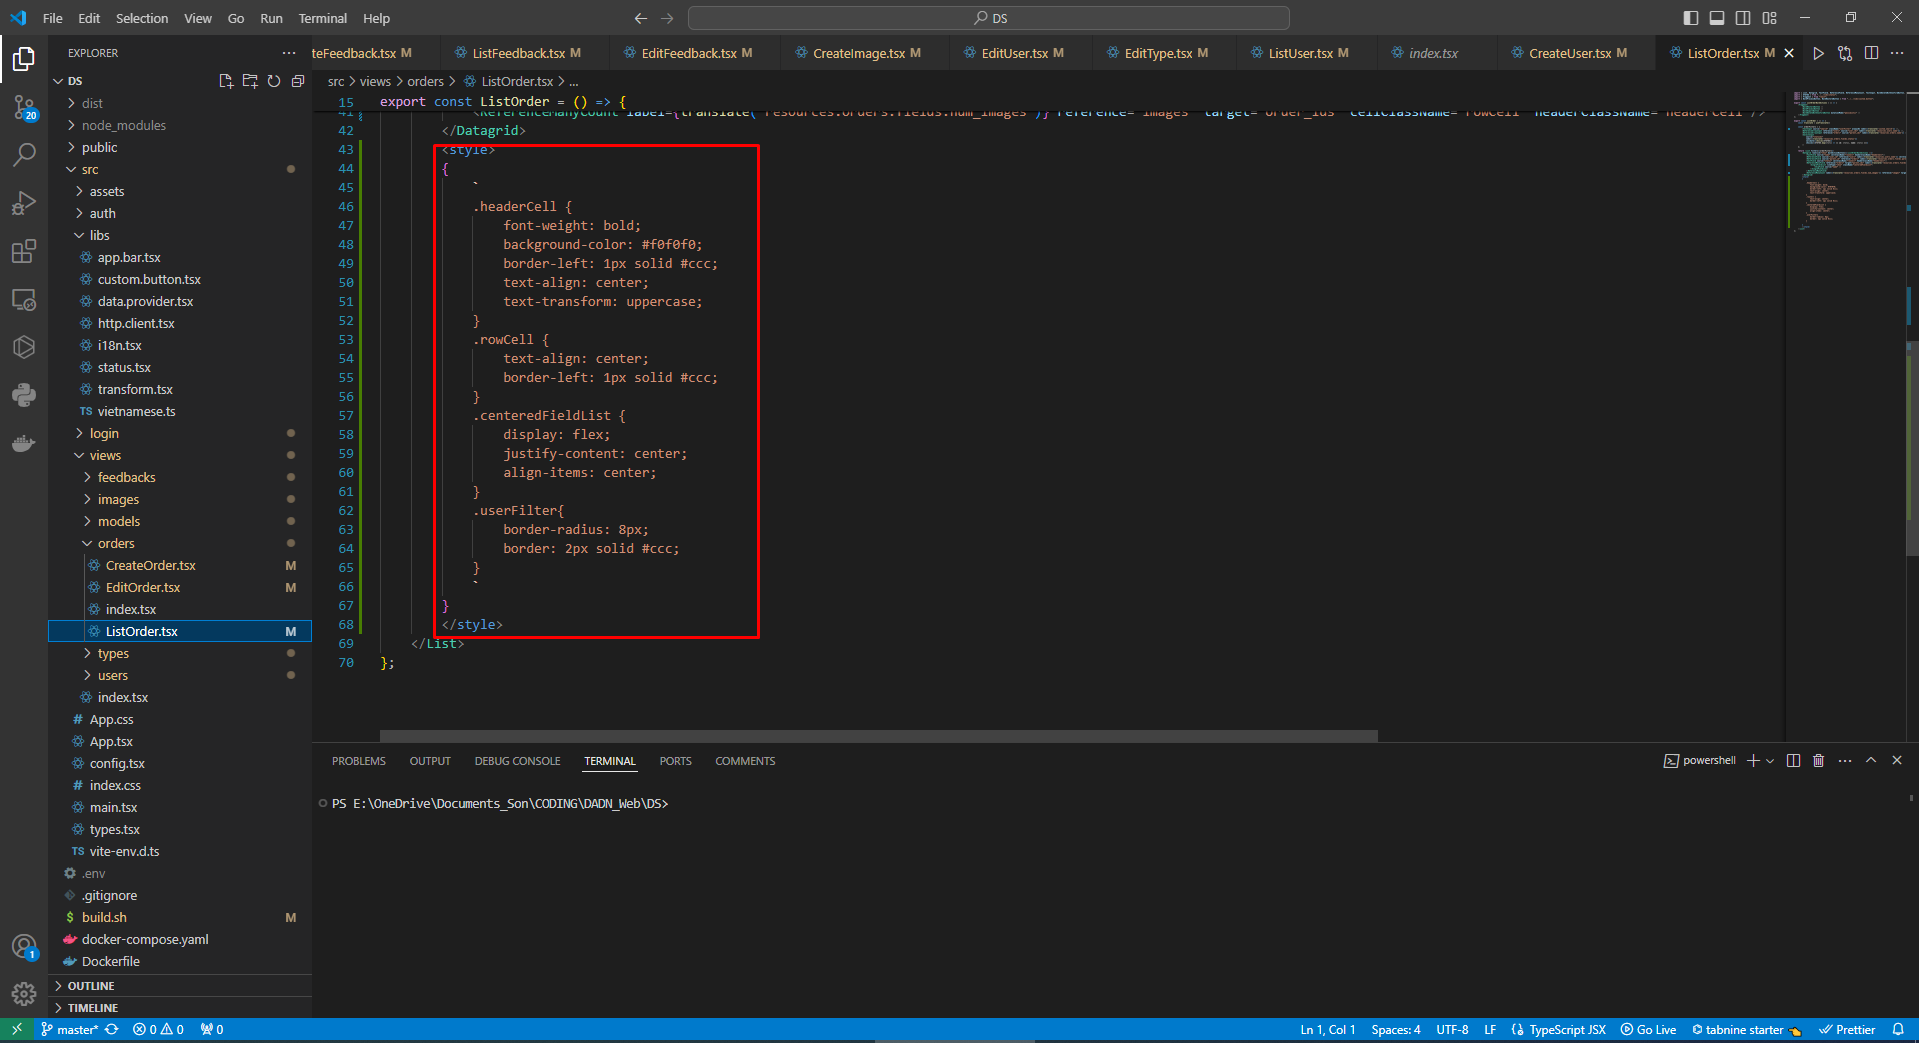 File Edit Selection View Go Run Terminal Help
DS
EXPLORER
DS
dist
node_modules
public
src
assets
auth
libs
app.bar.tsx
custom.button.tsx
data.provider.tsx
http.client.tsx
i18n.tsx
status.tsx
transform.tsx
TS vietnamese.ts
login
views
feedbacks
images
models
orders
CreateOrder.tsx M
EditOrder.tsx M
index.tsx
ListOrder.tsx M
types
users
index.tsx
# App.css
App.tsx
config.tsx
# index.css
main.tsx
types.tsx
TS vite-env.d.ts
.env
.gitignore
$ build.sh M
docker-compose.yaml
Dockerfile
OUTLINE
TIMELINE
20
1
teFeedback.tsx M ListFeedback.tsx M EditFeedback.tsx M CreateImage.tsx M EditUser.tsx M EditType.tsx M ListUser.tsx M index.tsx CreateUser.tsx M ListOrder.tsx M
src > views > orders > ListOrder.tsx > ...
15 export const ListOrder = () => {
41 <ReferenceManyCount label={translate('resources.orders.fields.num_images')} reference="images" target="order_ids" cellClassName="rowCell" headerClassName="headerCell"/>
42 </Datagrid>
43 <style>
44 {
45 `
46 .headerCell {
47 font-weight: bold;
48 background-color: #f0f0f0;
49 border-left: 1px solid #ccc;
50 text-align: center;
51 text-transform: uppercase;
52 }
53 .rowCell {
54 text-align: center;
55 border-left: 1px solid #ccc;
56 }
57 .centeredFieldList {
58 display: flex;
59 justify-content: center;
60 align-items: center;
61 }
62 .userFilter{
63 border-radius: 8px;
64 border: 2px solid #ccc;
65 }
66 `
67 }
68 </style>
69 </List>
70 };
PROBLEMS OUTPUT DEBUG CONSOLE TERMINAL PORTS COMMENTS
powershell
PS E:\OneDrive\Documents_Son\CODING\DADN_Web\DS>
master* 0 0 0
Ln 1, Col 1 Spaces: 4 UTF-8 LF TypeScript JSX Go Live tabnine starter Prettier